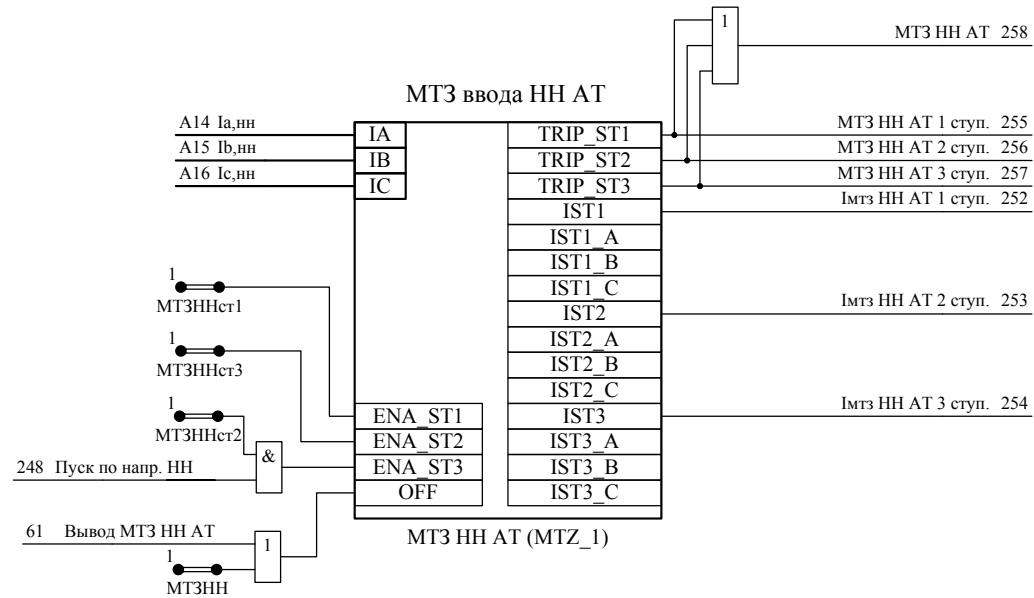 1
МТЗ НН АТ 258
МТЗ ввода НН АТ
A14 Ia,нн
A15 Ib,нн
A16 Ic,нн
IA
IB
IC
TRIP_ST1
TRIP_ST2
TRIP_ST3
IST1
IST1_A
IST1_B
IST1_C
IST2
IST2_A
IST2_B
IST2_C
IST3
IST3_A
IST3_B
IST3_C
МТЗ НН АТ 1 ступ. 255
МТЗ НН АТ 2 ступ. 256
МТЗ НН АТ 3 ступ. 257
Iмтз НН АТ 1 ступ. 252
Iмтз НН АТ 2 ступ. 253
Iмтз НН АТ 3 ступ. 254
1
МТЗННст1
1
МТЗННст3
1
МТЗННст2
&
248 Пуск по напр. НН
ENA_ST1
ENA_ST2
ENA_ST3
OFF
61 Вывод МТЗ НН АТ
1
1
МТЗНН
МТЗ НН АТ (MTZ_1)